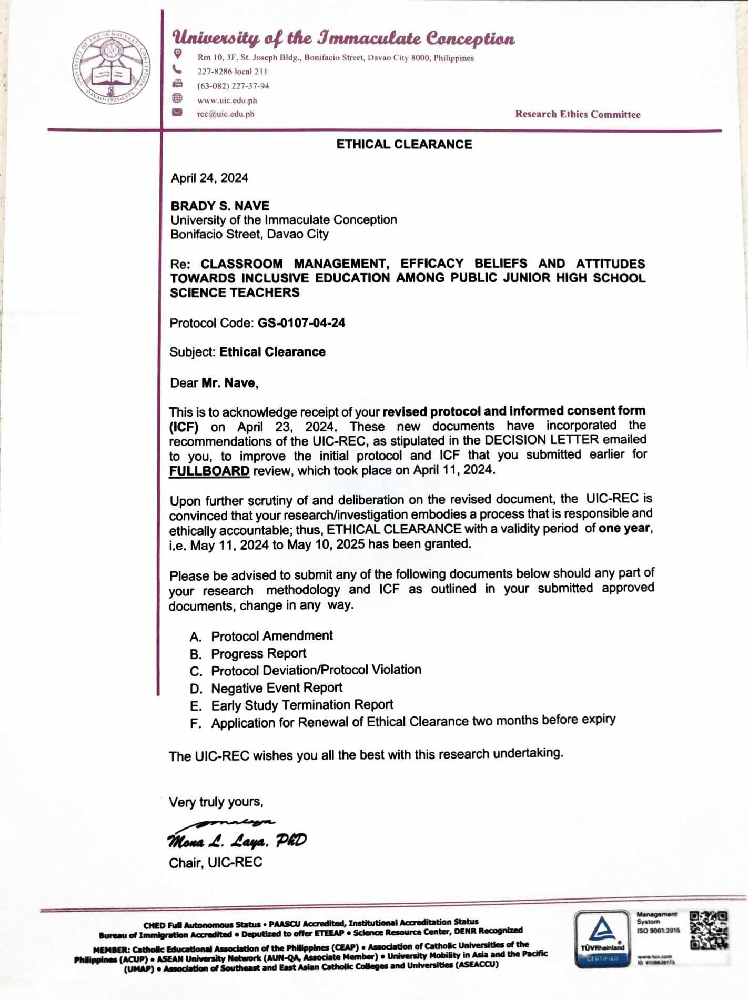 University of the Immaculate Conception
Rm 10, 3F, St. Joseph Bldg., Bonifacio Street, Davao City 8000, Philippines
227-8286 local 211
(63-082) 227-37-94
www.uic.edu.ph
rec@uic.edu.ph
Research Ethics Committee
UNIVERSITY OF THE IMMACULATE CONCEPTION
DAVAO • 1905 • CITY
ETHICAL CLEARANCE
April 24, 2024
BRADY S. NAVE
University of the Immaculate Conception
Bonifacio Street, Davao City
Re: CLASSROOM MANAGEMENT, EFFICACY BELIEFS AND ATTITUDES
TOWARDS INCLUSIVE EDUCATION AMONG PUBLIC JUNIOR HIGH SCHOOL
SCIENCE TEACHERS
Protocol Code: GS-0107-04-24
Subject: Ethical Clearance
Dear Mr. Nave,
This is to acknowledge receipt of your revised protocol and informed consent form
(ICF) on April 23, 2024. These new documents have incorporated the
recommendations of the UIC-REC, as stipulated in the DECISION LETTER emailed
to you, to improve the initial protocol and ICF that you submitted earlier for
FULLBOARD review, which took place on April 11, 2024.
Upon further scrutiny of and deliberation on the revised document, the UIC-REC is
convinced that your research/investigation embodies a process that is responsible and
ethically accountable; thus, ETHICAL CLEARANCE with a validity period of one year,
i.e. May 11, 2024 to May 10, 2025 has been granted.
Please be advised to submit any of the following documents below should any part of
your research methodology and ICF as outlined in your submitted approved
documents, change in any way.
A. Protocol Amendment
B. Progress Report
C. Protocol Deviation/Protocol Violation
D. Negative Event Report
E. Early Study Termination Report
F. Application for Renewal of Ethical Clearance two months before expiry
The UIC-REC wishes you all the best with this research undertaking.
Very truly yours,
Mona L. Laya, PhD
Chair, UIC-REC
CHED Full Autonomous Status • PAASCU Accredited, Institutional Accreditation Status
Bureau of Immigration Accredited • Deputized to offer ETEEAP • Science Resource Center, DENR Recognized
MEMBER: Catholic Educational Association of the Philippines (CEAP) • Association of Catholic Universities of the
Philippines (ACUP) • ASEAN University Network (AUN-QA, Associate Member) • University Mobility in Asia and the Pacific
(UMAP) • Association of Southeast and East Asian Catholic Colleges and Universities (ASEACCU)
TÜVRheinland
CERTIFIED
Management
System
ISO 9001:2015
www.tuv.com